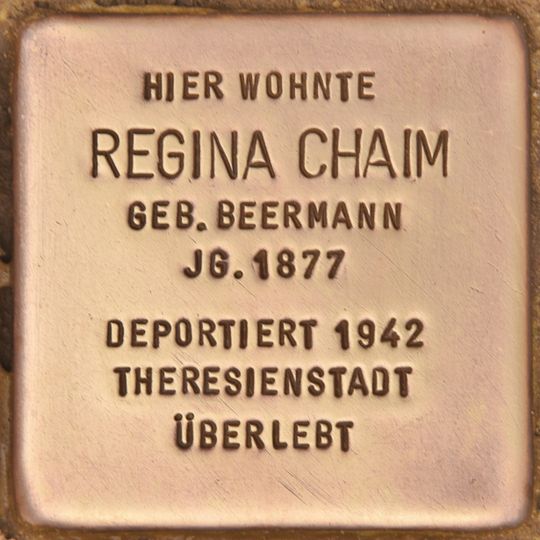 HIER WOHNTE
REGINA CHAIM
GEB. BEERMANN
JG. 1877
DEPORTIERT 1942
THERESIENSTADT
ÜBERLEBT